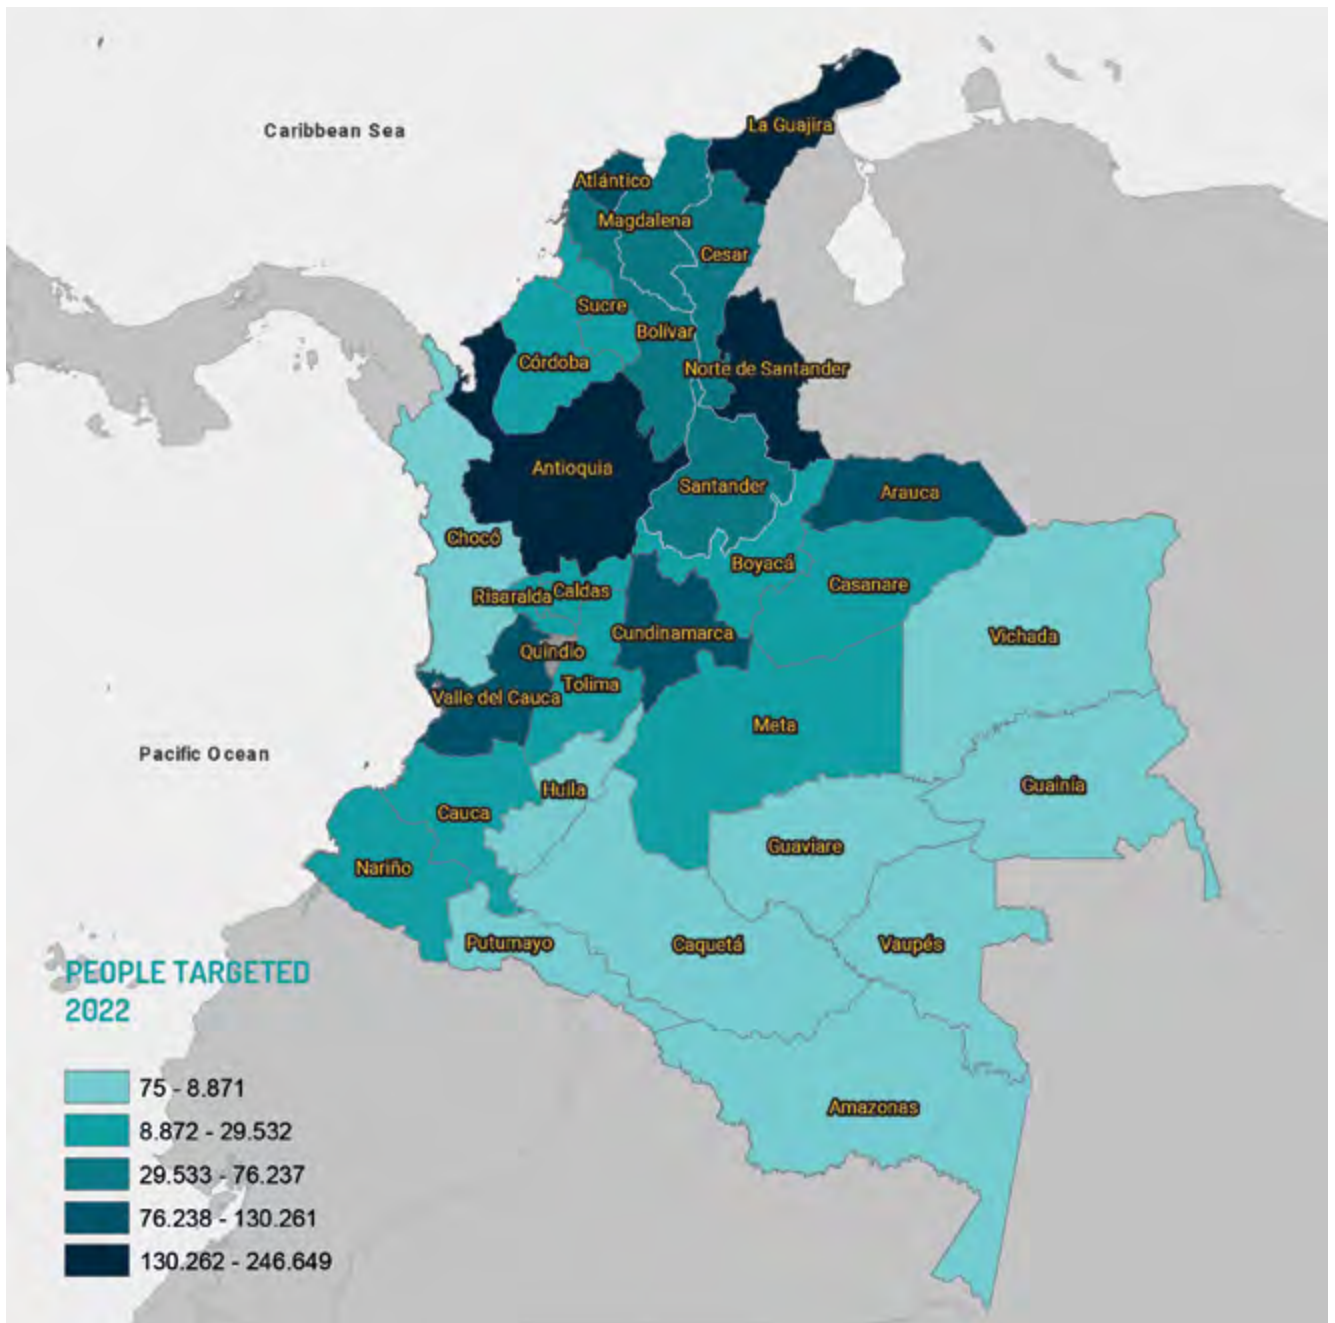 Caribbean Sea
La Guajira
Atlántico
Magdalena
Cesar
Sucre
Bolívar
Córdoba
Norte de Santander
Antioquia
Santander
Arauca
Chocó
Boyacá
Casanare
Risaralda
Caldas
Cundinamarca
Vichada
Quindío
Tolima
Valle del Cauca
Meta
Pacific Ocean
Huila
Guainía
Cauca
Guaviare
Nariño
Putumayo
Caquetá
Vaupés
Amazonas
PEOPLE TARGETED
2022
75 - 8.871
8.872 - 29.532
29.533 - 76.237
76.238 - 130.261
130.262 - 246.649